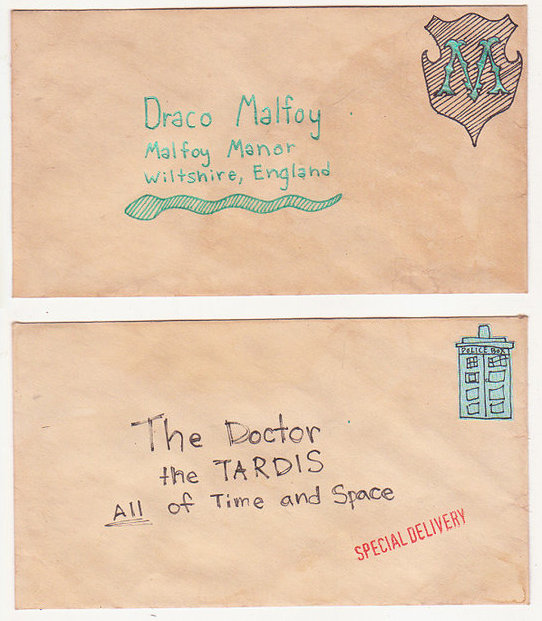 M
Draco Malfoy
Malfoy Manor
Wiltshire, England
POLICE BOX
The Doctor
the TARDIS
All of Time and Space
SPECIAL DELIVERY